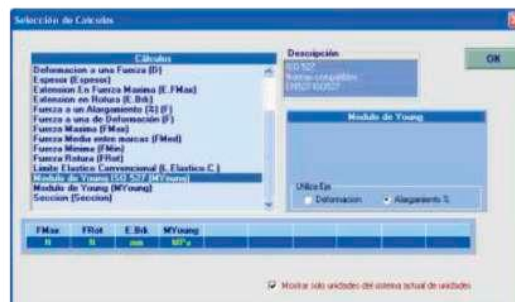 Selección de Calculos
Cálculos
Deformacion a una Fuerza (D)
Espesor (Espesor)
Extension En Fuerza Maxima (E.FMax)
Extension en Rotura (E.Brk)
Fuerza a un Alargamiento (%) (F)
Fuerza a una de Deformación (F)
Fuerza Maxima (FMax)
Fuerza Media entre marcas (FMed)
Fuerza Minima (FMin)
Fuerza Rotura (FRot)
Limite Elastico Convencional (L.Elastico C.)
Modulo de Young ISO 527 (MYoung)
Modulo de Young (MYoung)
Seccion (Seccion)
Descripción
ISO 527
Normas compatibles
OK
Modulo de Young
Utiliza Eje
Deformacion
Alargamiento %
FMax FRot E.Brk MYoung
N N mm MPa
Mostrar solo unidades del sistema actual de unidades